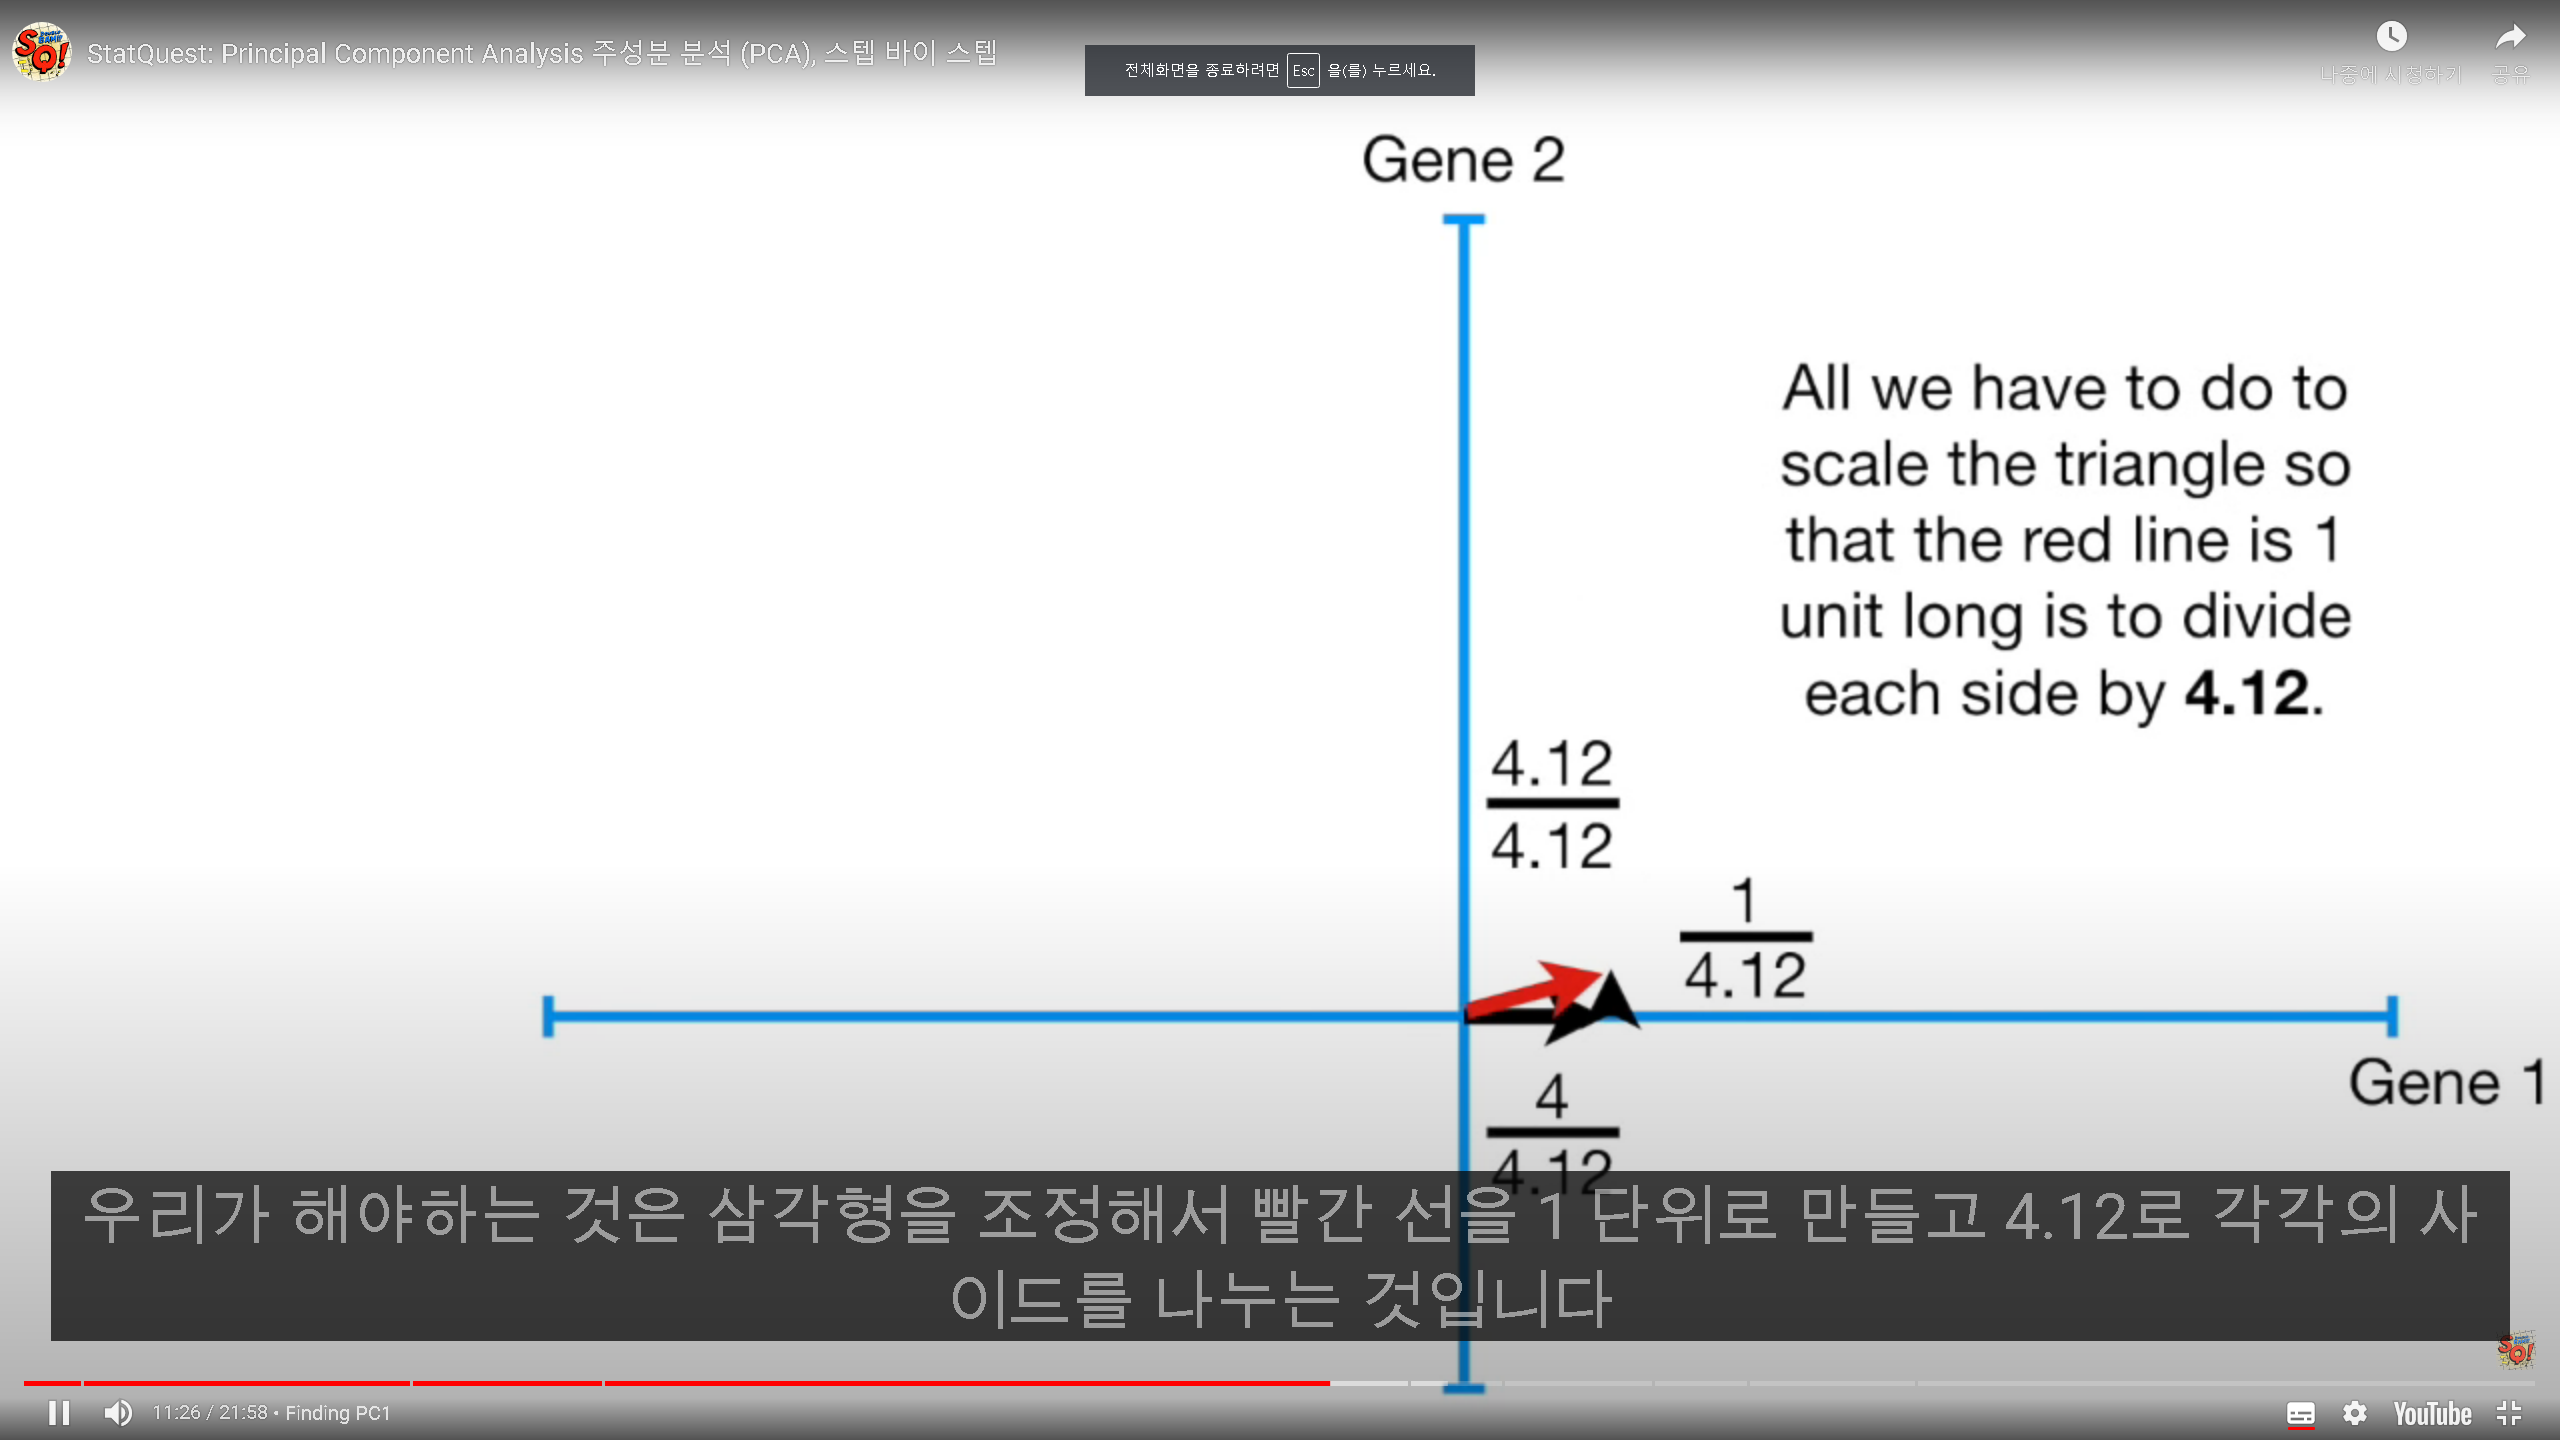 StatQuest: Principal Component Analysis 주성분 분석 (PCA), 스텝 바이 스텝
전체화면을 종료하려면 Esc 을(를) 누르세요.
나중에 시청하기
공유
Gene 2
All we have to do to
scale the triangle so
that the red line is 1
unit long is to divide
each side by 4.12.
4.12
4.12
1
4.12
Gene 1
4
4.12
우리가 해야하는 것은 삼각형을 조정해서 빨간 선을 1 단위로 만들고 4.12로 각각의 사
이드를 나누는 것입니다
11:26 / 21:58 • Finding PC1
YouTube